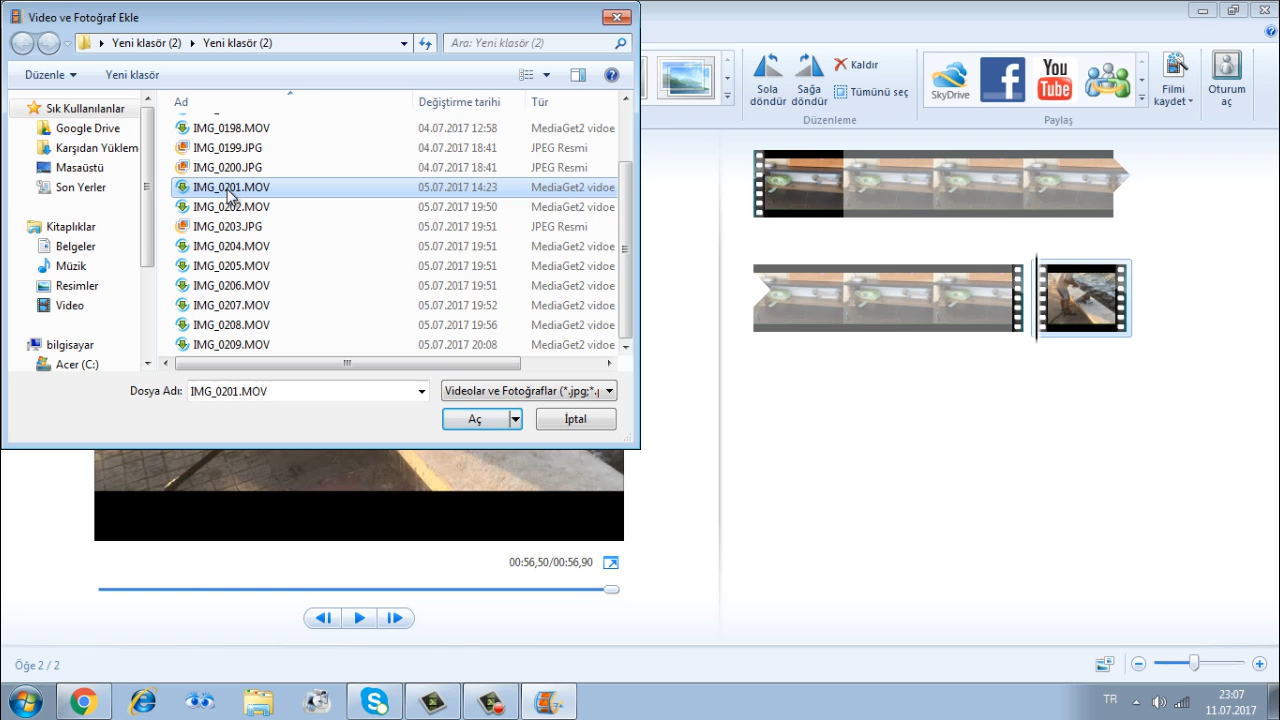 Video ve Fotoğraf Ekle
Yeni klasör (2) Yeni klasör (2)
Ara: Yeni klasör (2)
Düzenle Yeni klasör
Sık Kullanılanlar
Google Drive
Karşıdan Yüklem
Masaüstü
Son Yerler
Kitaplıklar
Belgeler
Müzik
Resimler
Video
bilgisayar
Acer (C:)
Ad Değiştirme tarihi Tür
IMG_0198.MOV 04.07.2017 12:58 MediaGet2 vidoe
IMG_0199.JPG 04.07.2017 18:41 JPEG Resmi
IMG_0200.JPG 04.07.2017 18:41 JPEG Resmi
IMG_0201.MOV 05.07.2017 14:23 MediaGet2 vidoe
IMG_0202.MOV 05.07.2017 19:50 MediaGet2 vidoe
IMG_0203.JPG 05.07.2017 19:51 JPEG Resmi
IMG_0204.MOV 05.07.2017 19:51 MediaGet2 vidoe
IMG_0205.MOV 05.07.2017 19:51 MediaGet2 vidoe
IMG_0206.MOV 05.07.2017 19:51 MediaGet2 vidoe
IMG_0207.MOV 05.07.2017 19:52 MediaGet2 vidoe
IMG_0208.MOV 05.07.2017 19:56 MediaGet2 vidoe
IMG_0209.MOV 05.07.2017 20:08 MediaGet2 vidoe
Dosya Adı: IMG_0201.MOV
Videolar ve Fotoğraflar (*.jpg;*.j
Aç
İptal
Sola döndür
Sağa döndür
Kaldır
Tümünü seç
Düzenleme
SkyDrive
You Tube
Paylaş
Filmi kaydet
Oturum aç
00:56,50/00:56,90
Öğe 2 / 2
TR
23:07
11.07.2017